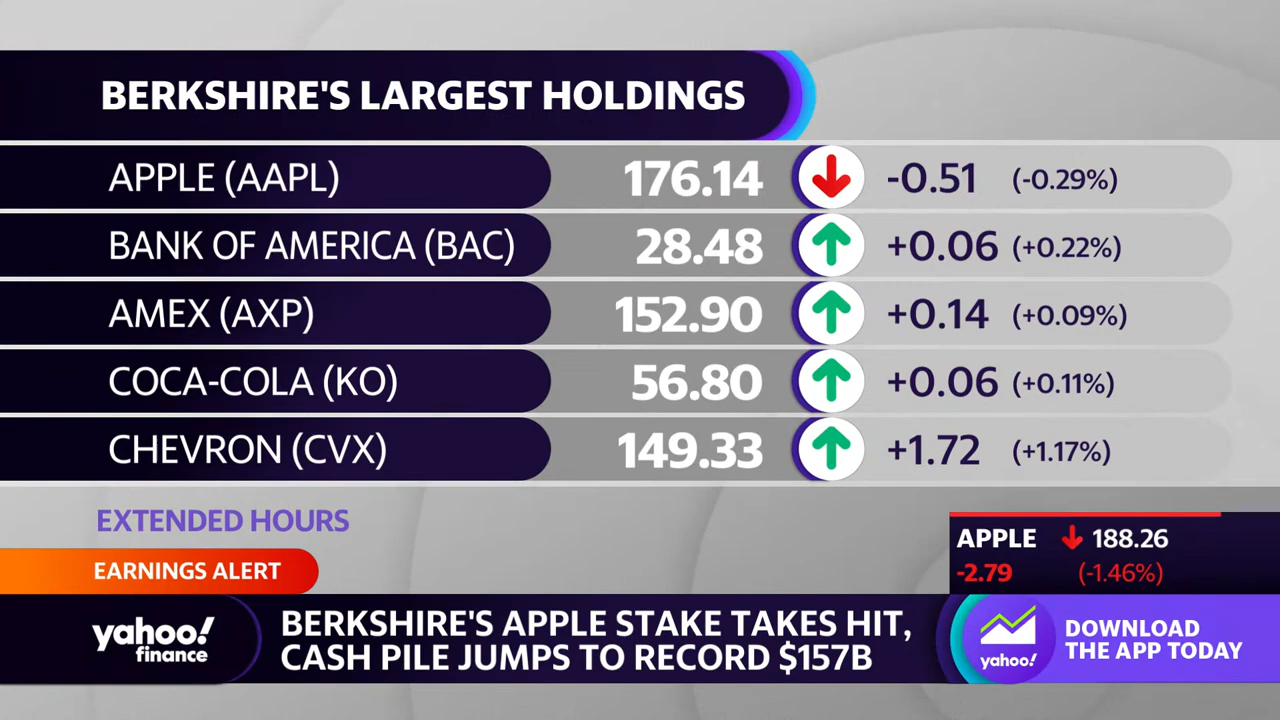 BERKSHIRE'S LARGEST HOLDINGS
APPLE (AAPL) 176.14 -0.51 (-0.29%)
BANK OF AMERICA (BAC) 28.48 +0.06 (+0.22%)
AMEX (AXP) 152.90 +0.14 (+0.09%)
COCA-COLA (KO) 56.80 +0.06 (+0.11%)
CHEVRON (CVX) 149.33 +1.72 (+1.17%)
EXTENDED HOURS
EARNINGS ALERT
APPLE 188.26
-2.79 (-1.46%)
yahoo!
finance
BERKSHIRE'S APPLE STAKE TAKES HIT,
CASH PILE JUMPS TO RECORD $157B
yahoo!
DOWNLOAD
THE APP TODAY